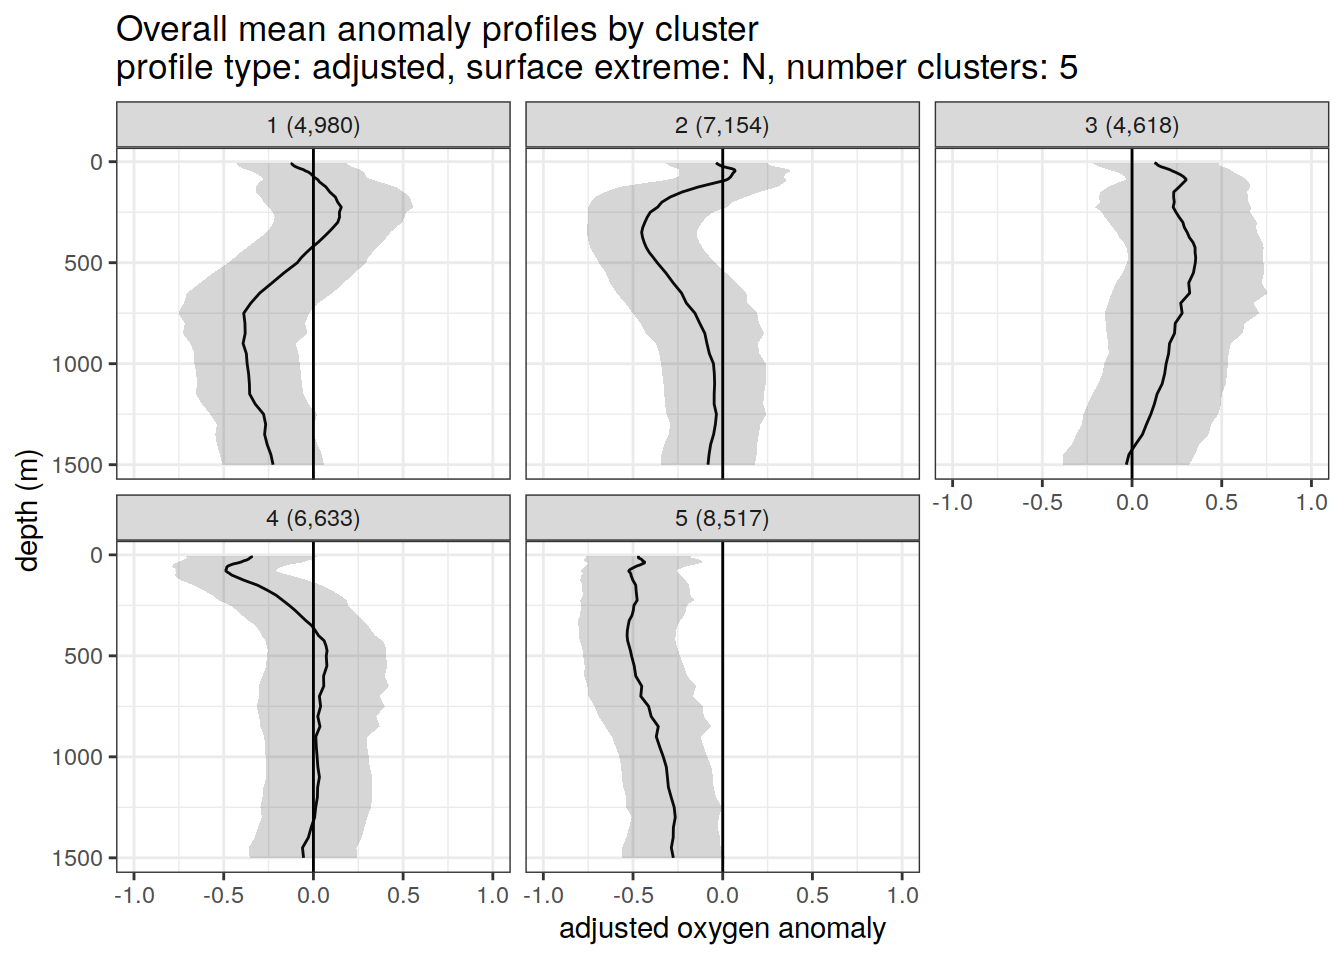 Overall mean anomaly profiles by cluster
profile type: adjusted, surface extreme: N, number clusters: 5
1 (4,980)
2 (7,154)
3 (4,618)
0
500
1000
1500
-1.0 -0.5 0.0 0.5 1.0
depth (m)
4 (6,633)
5 (8,517)
0
500
1000
1500
-1.0 -0.5 0.0 0.5 1.0
-1.0 -0.5 0.0 0.5 1.0
adjusted oxygen anomaly